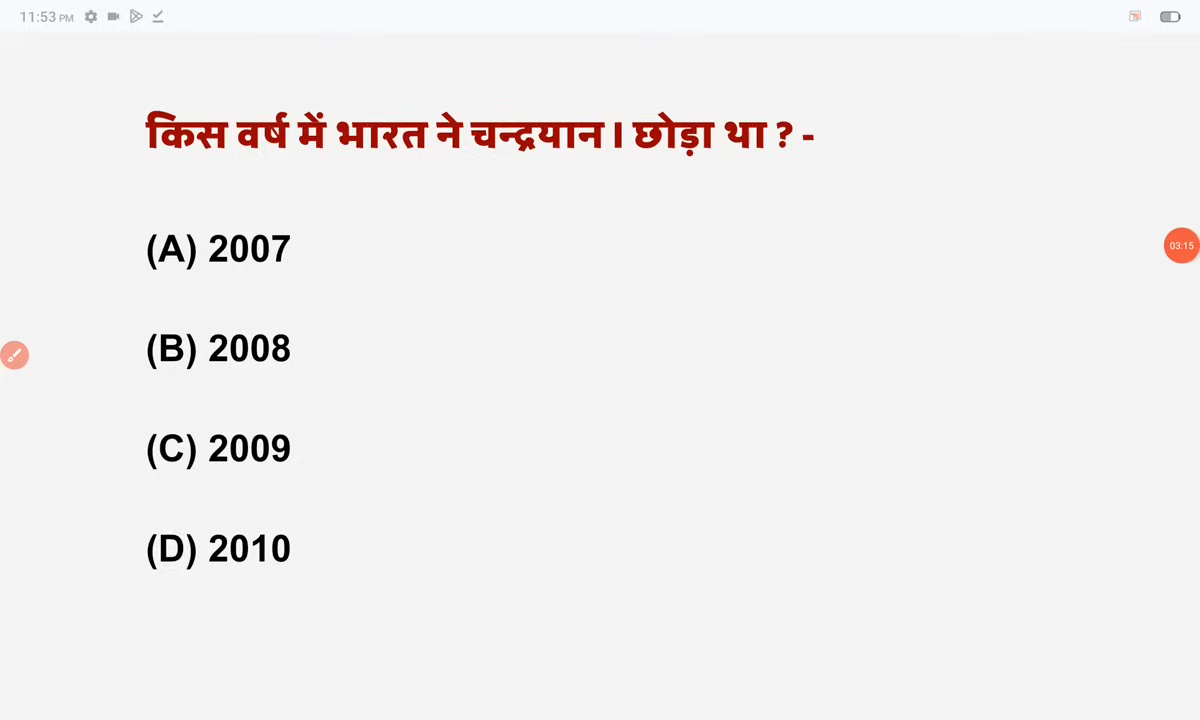 11:53 PM
किस वर्ष में भारत ने चन्द्रयान I छोड़ा था ? -
(A) 2007
03:15
(B) 2008
(C) 2009
(D) 2010